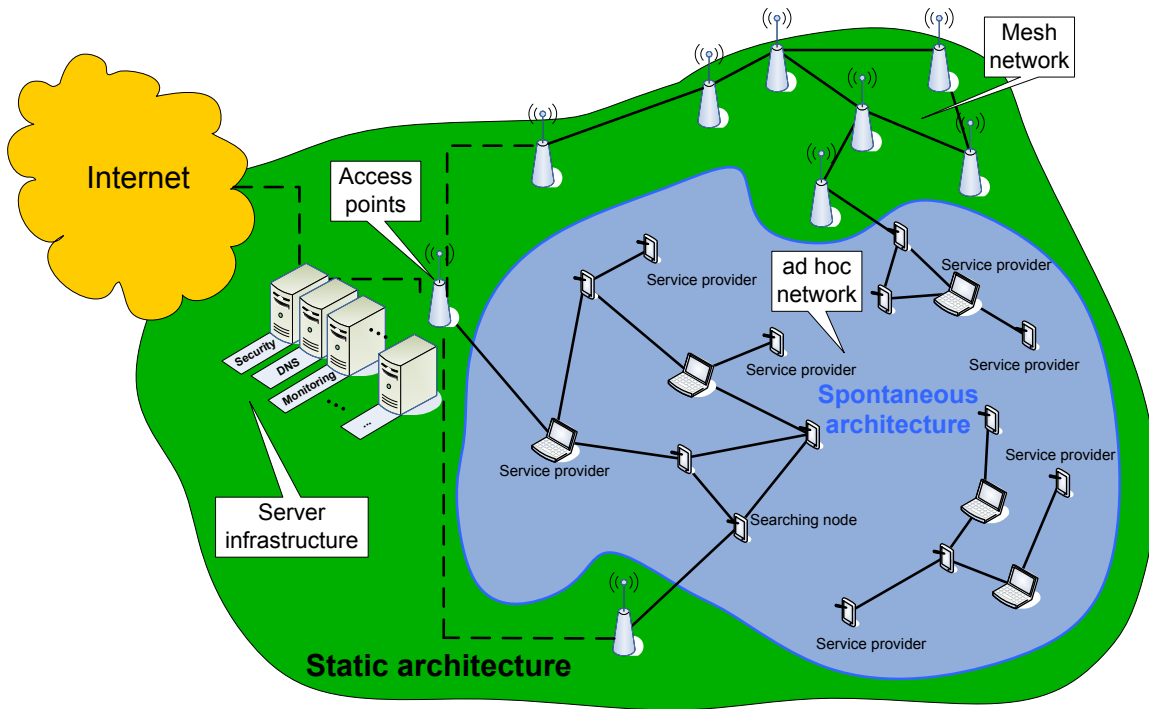 Mesh
network
Internet
Access
points
Service provider
ad hoc
network
Service provider
Security
DNS
Monitoring
...
Service provider
Service provider
Spontaneous
architecture
Service provider
Service provider
Searching node
Server
infrastructure
Service provider
Static architecture